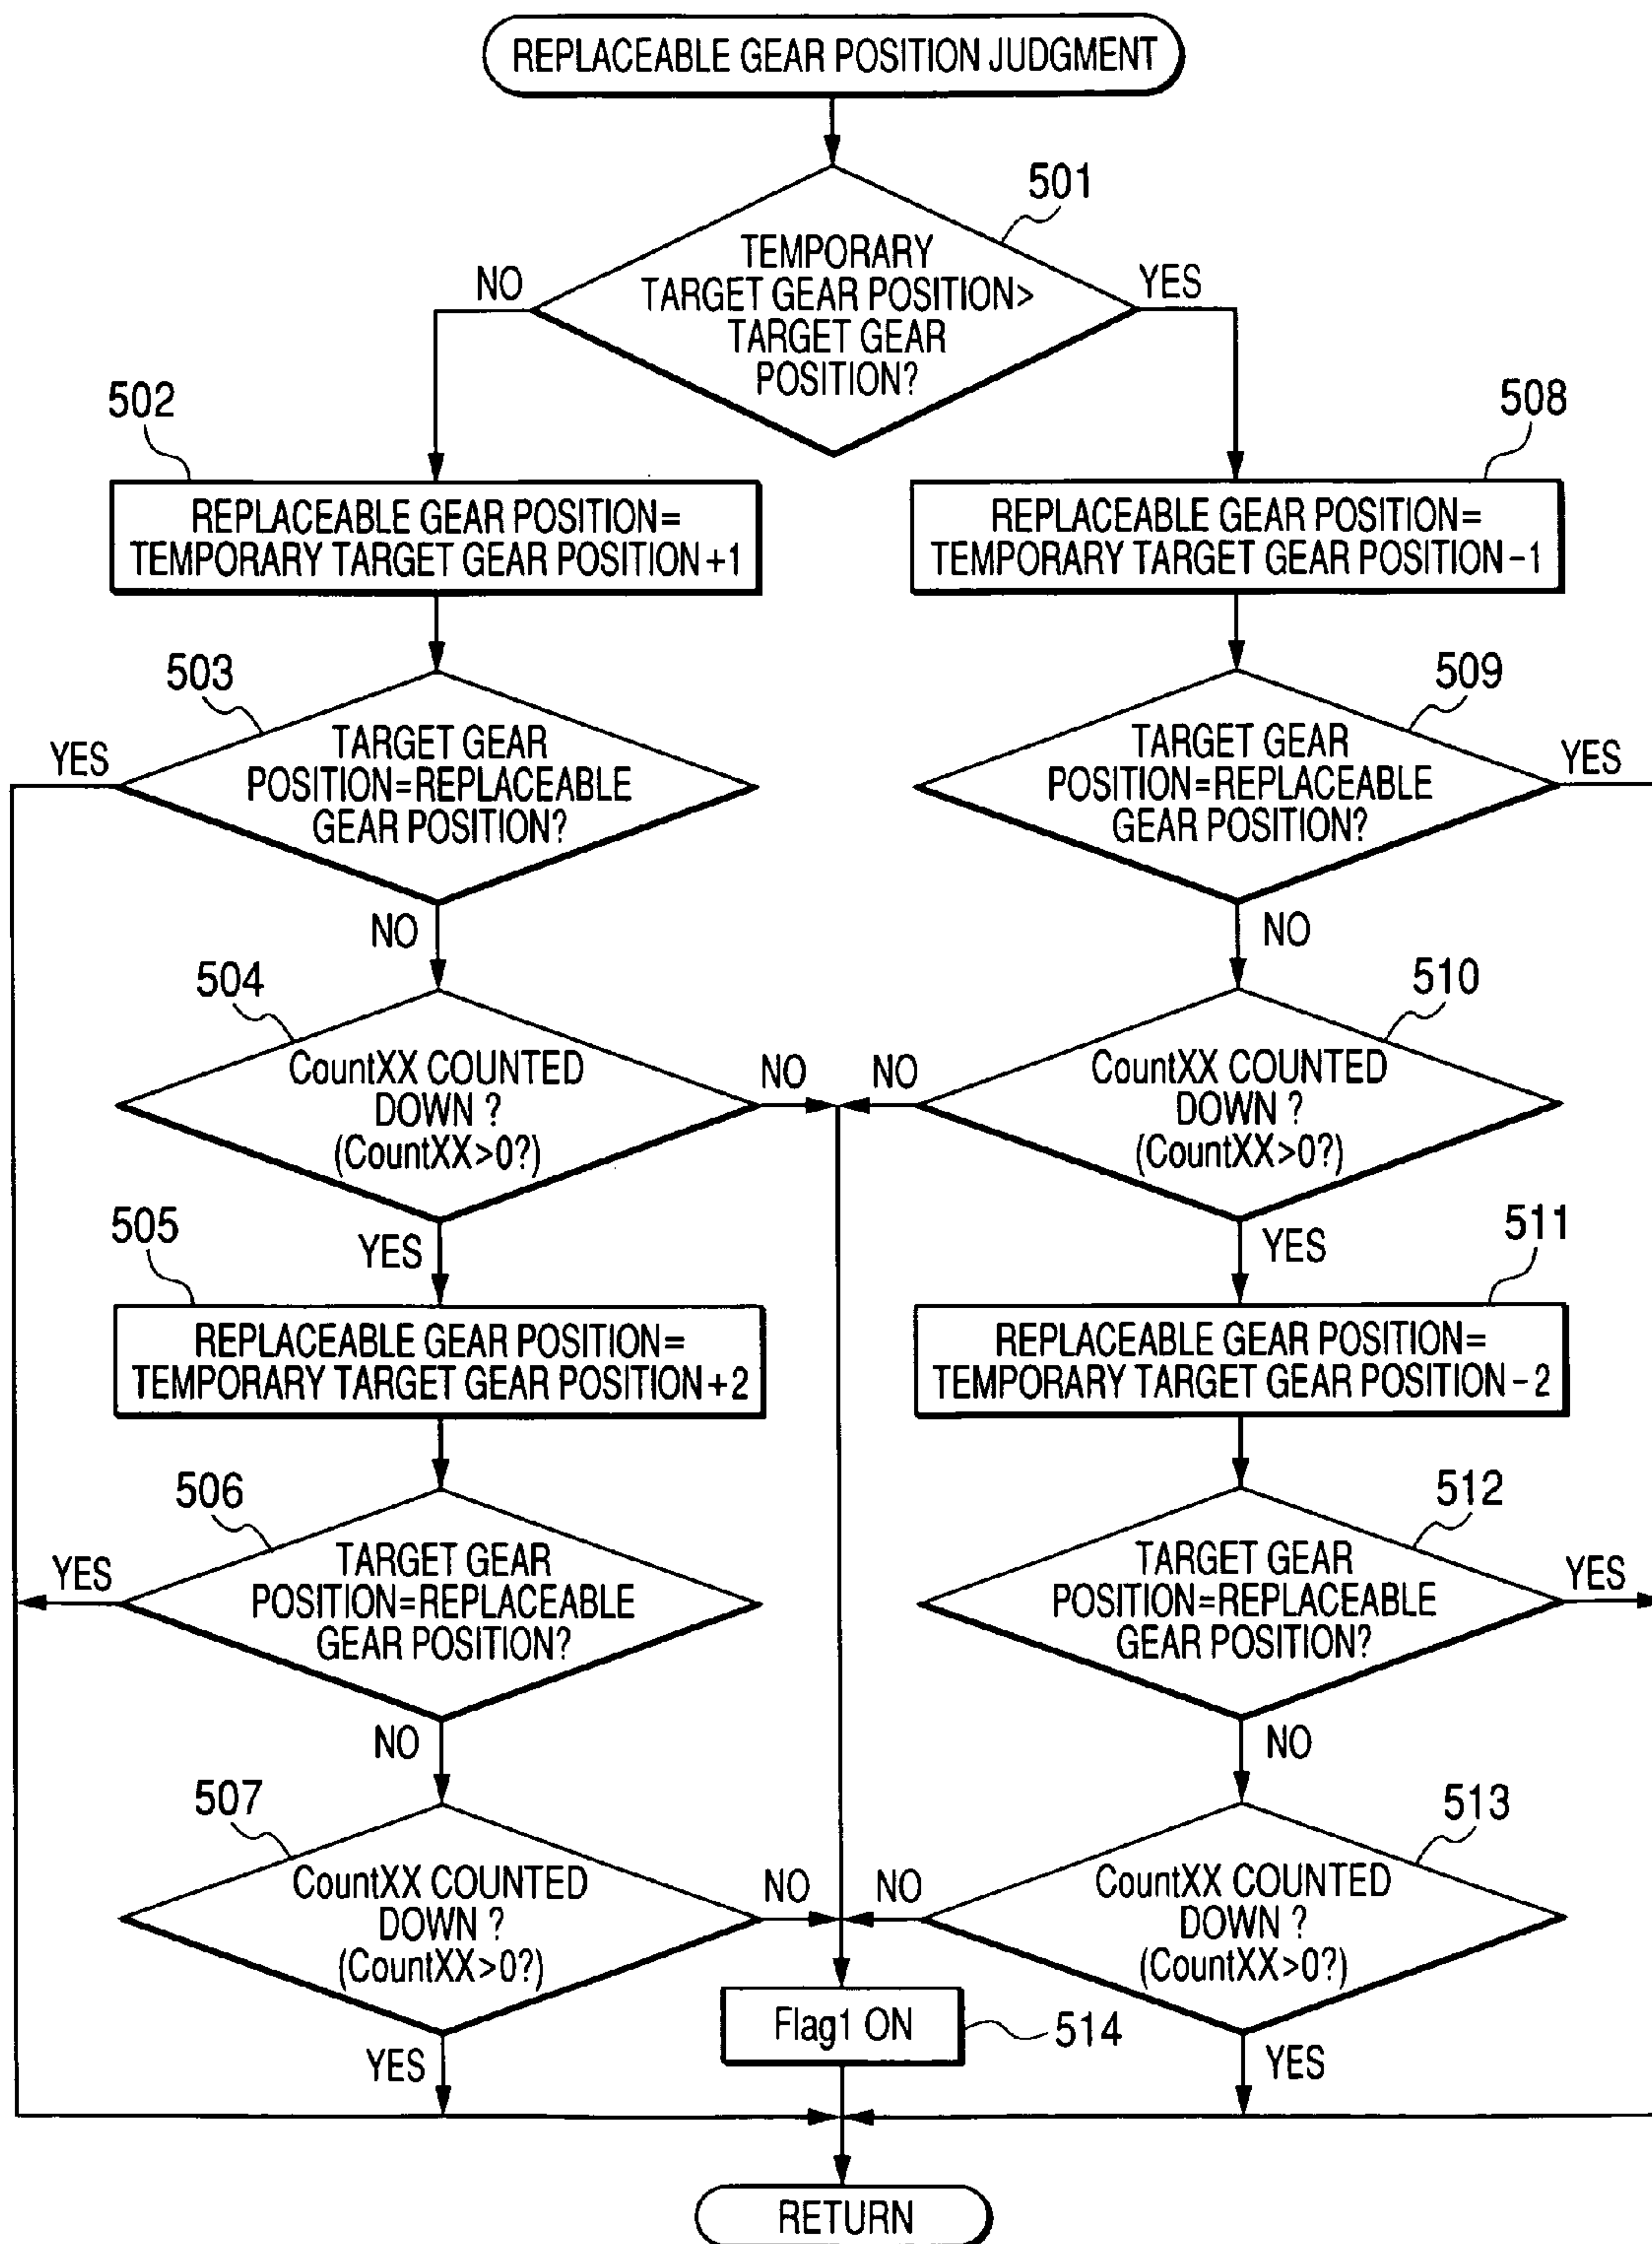 REPLACEABLE GEAR POSITION JUDGMENT
501
TEMPORARY
TARGET GEAR POSITION>
TARGET GEAR
POSITION?
NO
YES
502
REPLACEABLE GEAR POSITION=
TEMPORARY TARGET GEAR POSITION+1
508
REPLACEABLE GEAR POSITION=
TEMPORARY TARGET GEAR POSITION-1
503
TARGET GEAR
POSITION=REPLACEABLE
GEAR POSITION?
YES
NO
509
TARGET GEAR
POSITION=REPLACEABLE
GEAR POSITION?
YES
NO
504
CountXX COUNTED
DOWN ?
(CountXX>0?)
NO
YES
510
CountXX COUNTED
DOWN ?
(CountXX>0?)
NO
YES
505
REPLACEABLE GEAR POSITION=
TEMPORARY TARGET GEAR POSITION+2
511
REPLACEABLE GEAR POSITION=
TEMPORARY TARGET GEAR POSITION-2
506
TARGET GEAR
POSITION=REPLACEABLE
GEAR POSITION?
YES
NO
512
TARGET GEAR
POSITION=REPLACEABLE
GEAR POSITION?
YES
NO
507
CountXX COUNTED
DOWN ?
(CountXX>0?)
NO
YES
513
CountXX COUNTED
DOWN ?
(CountXX>0?)
NO
YES
Flag1 ON
514
RETURN